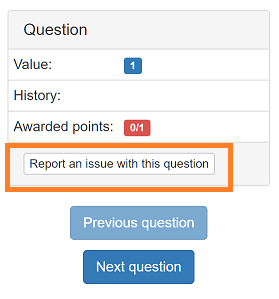 Question
Value: 1
History:
Awarded points: 0/1
Report an issue with this question
Previous question
Next question